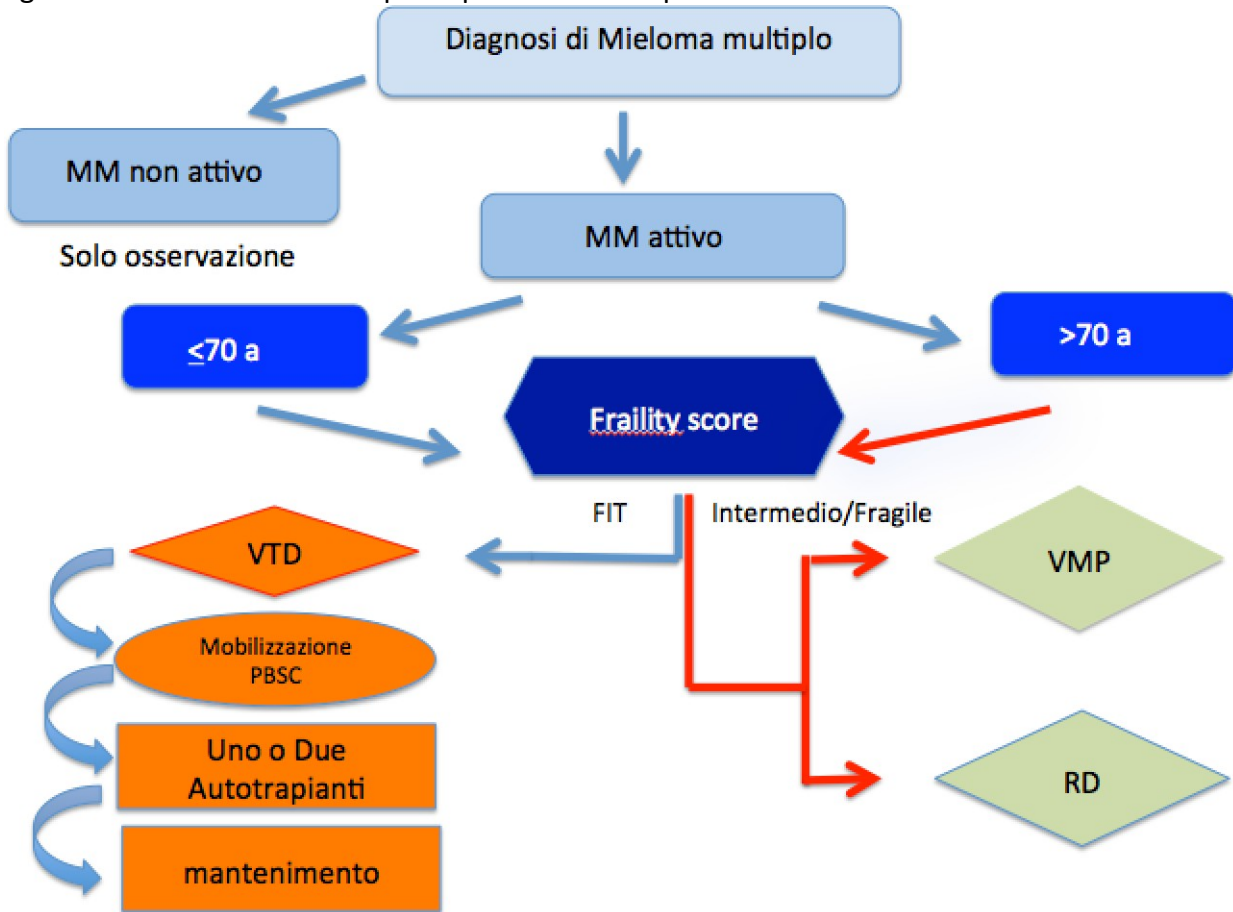 Diagnosi di Mieloma multiplo
MM non attivo
Solo osservazione
MM attivo
≤70 a
>70 a
Fraility score
FIT
Intermedio/Fragile
VTD
VMP
Mobilizzazione
PBSC
Uno o Due
Autotrapianti
RD
mantenimento